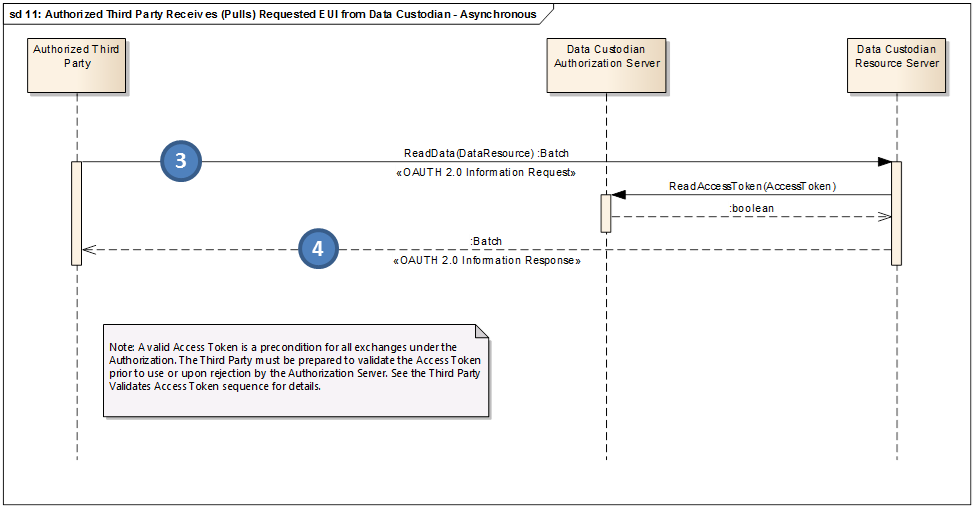 sd 11: Authorized Third Party Receives (Pulls) Requested EUI from Data Custodian - Asynchronous
Authorized Third
Party
Data Custodian
Authorization Server
Data Custodian
Resource Server
3
ReadData(DataResource) :Batch
«OAUTH 2.0 Information Request»
ReadAccessToken(AccessToken)
:boolean
4
:Batch
«OAUTH 2.0 Information Response»
Note: A valid Access Token is a precondition for all exchanges under the
Authorization. The Third Party must be prepared to validate the Access Token
prior to use or upon rejection by the Authorization Server. See the Third Party
Validates Access Token sequence for details.